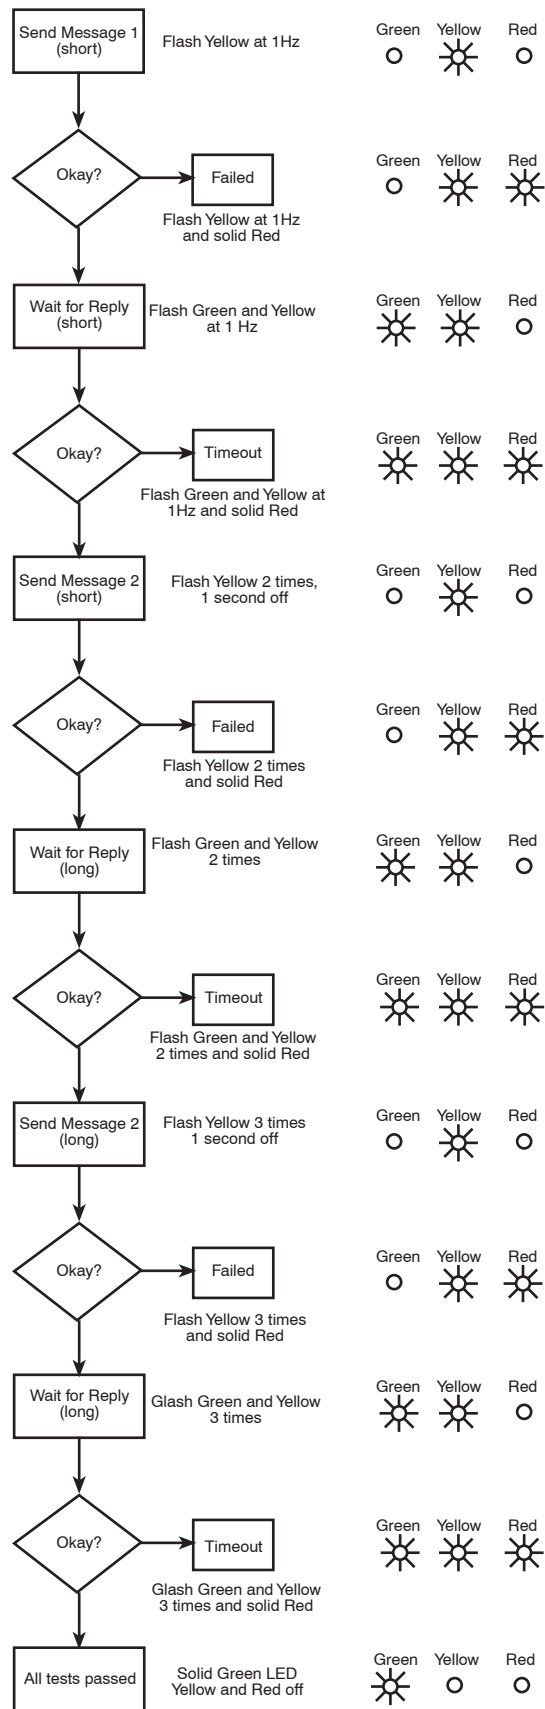 Send Message 1
(short)
Flash Yellow at 1Hz
Green Yellow Red
Okay?
Failed
Flash Yellow at 1Hz
and solid Red
Green Yellow Red
Wait for Reply
(short)
Flash Green and Yellow
at 1 Hz
Green Yellow Red
Okay?
Timeout
Flash Green and Yellow at
1Hz and solid Red
Green Yellow Red
Send Message 2
(short)
Flash Yellow 2 times,
1 second off
Green Yellow Red
Okay?
Failed
Flash Yellow 2 times
and solid Red
Green Yellow Red
Wait for Reply
(long)
Flash Green and Yellow
2 times
Green Yellow Red
Okay?
Timeout
Flash Green and Yellow
2 times and solid Red
Green Yellow Red
Send Message 2
(long)
Flash Yellow 3 times
1 second off
Green Yellow Red
Okay?
Failed
Flash Yellow 3 times
and solid Red
Green Yellow Red
Wait for Reply
(long)
Glash Green and Yellow
3 times
Green Yellow Red
Okay?
Timeout
Glash Green and Yellow
3 times and solid Red
Green Yellow Red
All tests passed
Solid Green LED
Yellow and Red off
Green Yellow Red